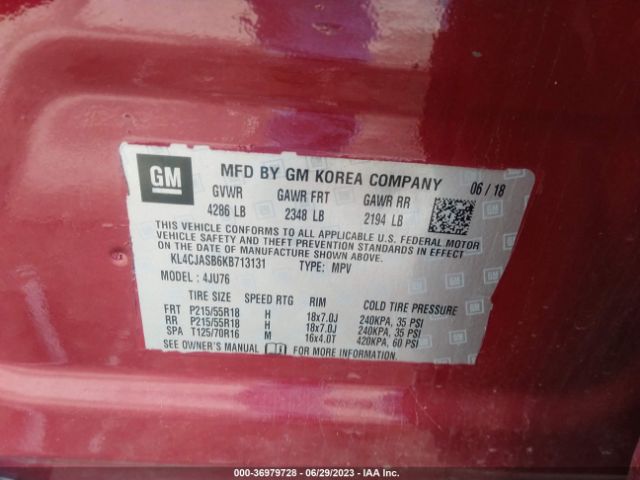 GM
MFD BY GM KOREA COMPANY 06 / 18
GVWR GAWR FRT GAWR RR
4286 LB 2348 LB 2194 LB
THIS VEHICLE CONFORMS TO ALL APPLICABLE U.S. FEDERAL MOTOR
VEHICLE SAFETY AND THEFT PREVENTION STANDARDS IN EFFECT
ON THE DATE OF MANUFACTURE SHOWN ABOVE.
KL4CJASB6KB713131 TYPE: MPV
MODEL: 4JU76
TIRE SIZE SPEED RTG RIM COLD TIRE PRESSURE
FRT P215/55R18 H 18x7.0J 240KPA, 35 PSI
RR P215/55R18 H 18x7.0J 240KPA, 35 PSI
SPA T125/70R16 M 16x4.0T 420KPA, 60 PSI
SEE OWNER'S MANUAL FOR MORE INFORMATION
000-36979728 - 06/29/2023 - IAA Inc.